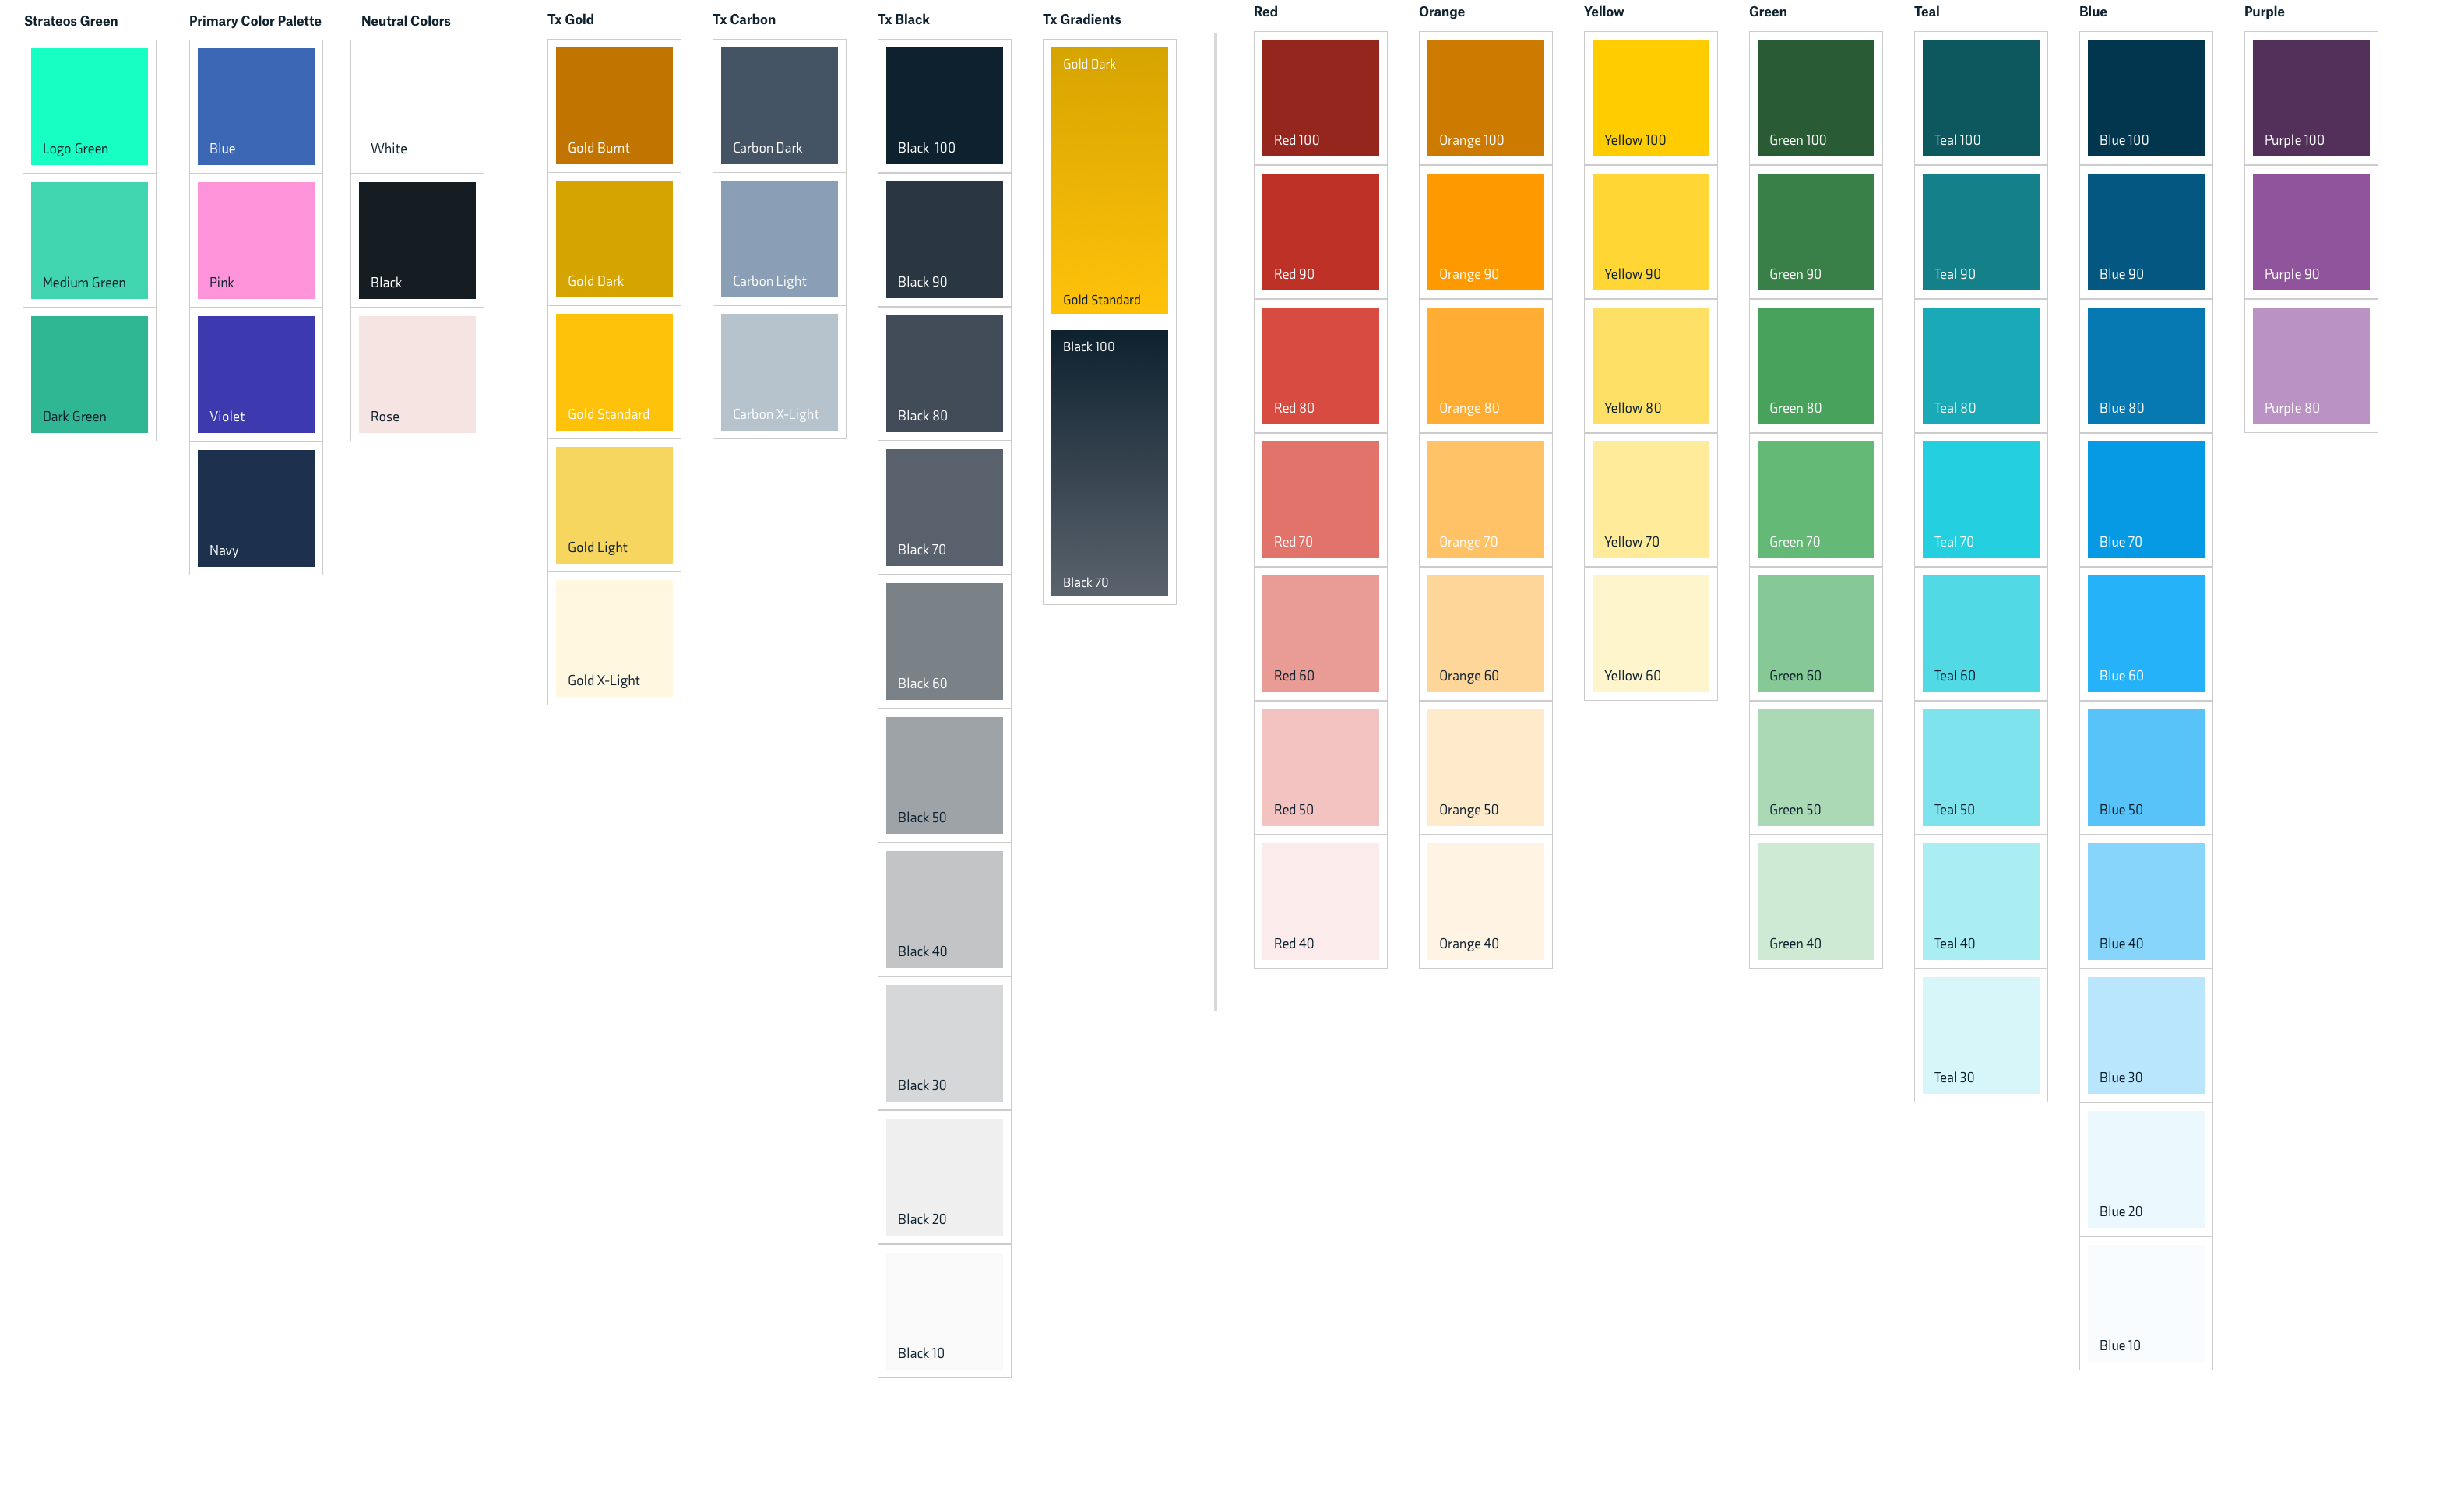 Strateos Green
Logo Green
Medium Green
Dark Green
Primary Color Palette
Blue
Pink
Violet
Navy
Neutral Colors
White
Black
Rose
Tx Gold
Gold Burnt
Gold Dark
Gold Standard
Gold Light
Gold X-Light
Tx Carbon
Carbon Dark
Carbon Light
Carbon X-Light
Tx Black
Black 100
Black 90
Black 80
Black 70
Black 60
Black 50
Black 40
Black 30
Black 20
Black 10
Tx Gradients
Gold Dark
Gold Standard
Black 100
Black 70
Red
Red 100
Red 90
Red 80
Red 70
Red 60
Red 50
Red 40
Orange
Orange 100
Orange 90
Orange 80
Orange 70
Orange 60
Orange 50
Orange 40
Yellow
Yellow 100
Yellow 90
Yellow 80
Yellow 70
Yellow 60
Green
Green 100
Green 90
Green 80
Green 70
Green 60
Green 50
Green 40
Teal
Teal 100
Teal 90
Teal 80
Teal 70
Teal 60
Teal 50
Teal 40
Teal 30
Blue
Blue 100
Blue 90
Blue 80
Blue 70
Blue 60
Blue 50
Blue 40
Blue 30
Blue 20
Blue 10
Purple
Purple 100
Purple 90
Purple 80